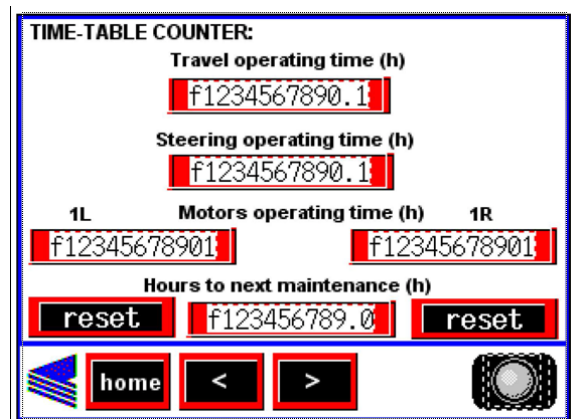 TIME-TABLE COUNTER:
Travel operating time (h)
f1234567890.1
Steering operating time (h)
f1234567890.1
1L Motors operating time (h) 1R
f12345678901 f12345678901
Hours to next maintenance (h)
reset f123456789.0 reset
home < >